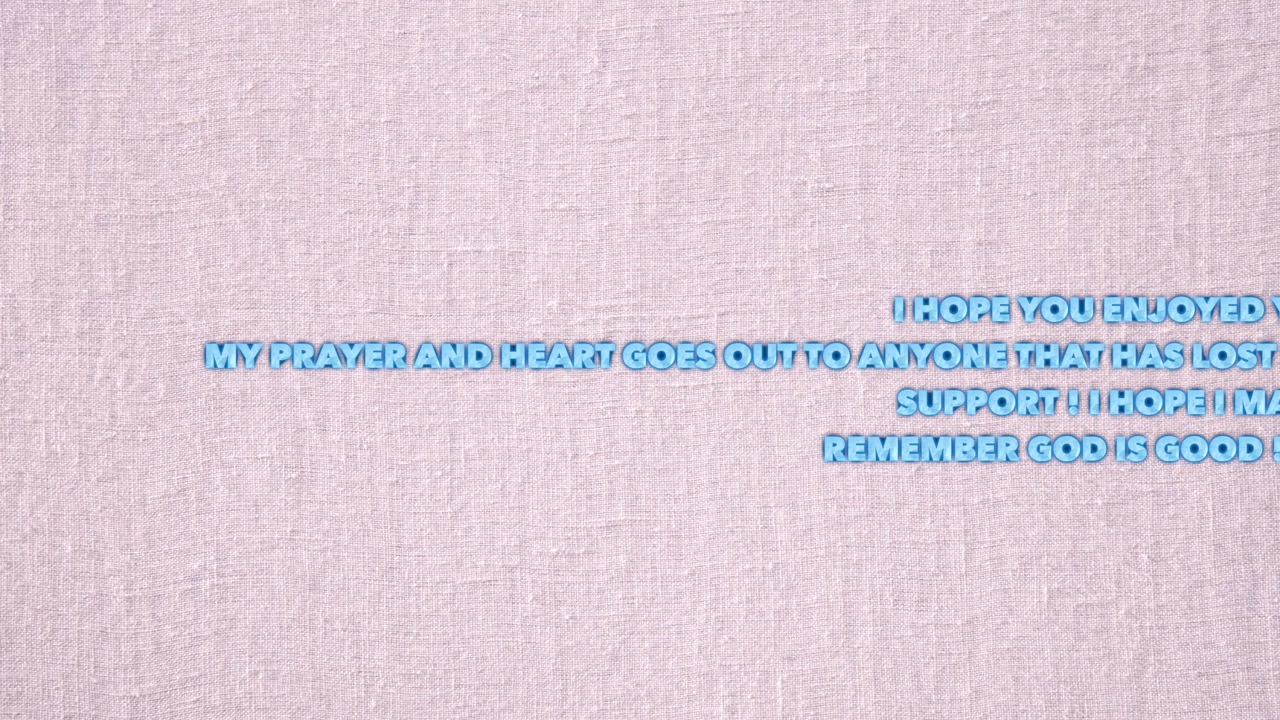 I HOPE YOU ENJOYED
MY PRAYER AND HEART GOES OUT TO ANYONE THAT HAS LOST
SUPPORT ! I HOPE I
REMEMBER GOD IS GOOD !